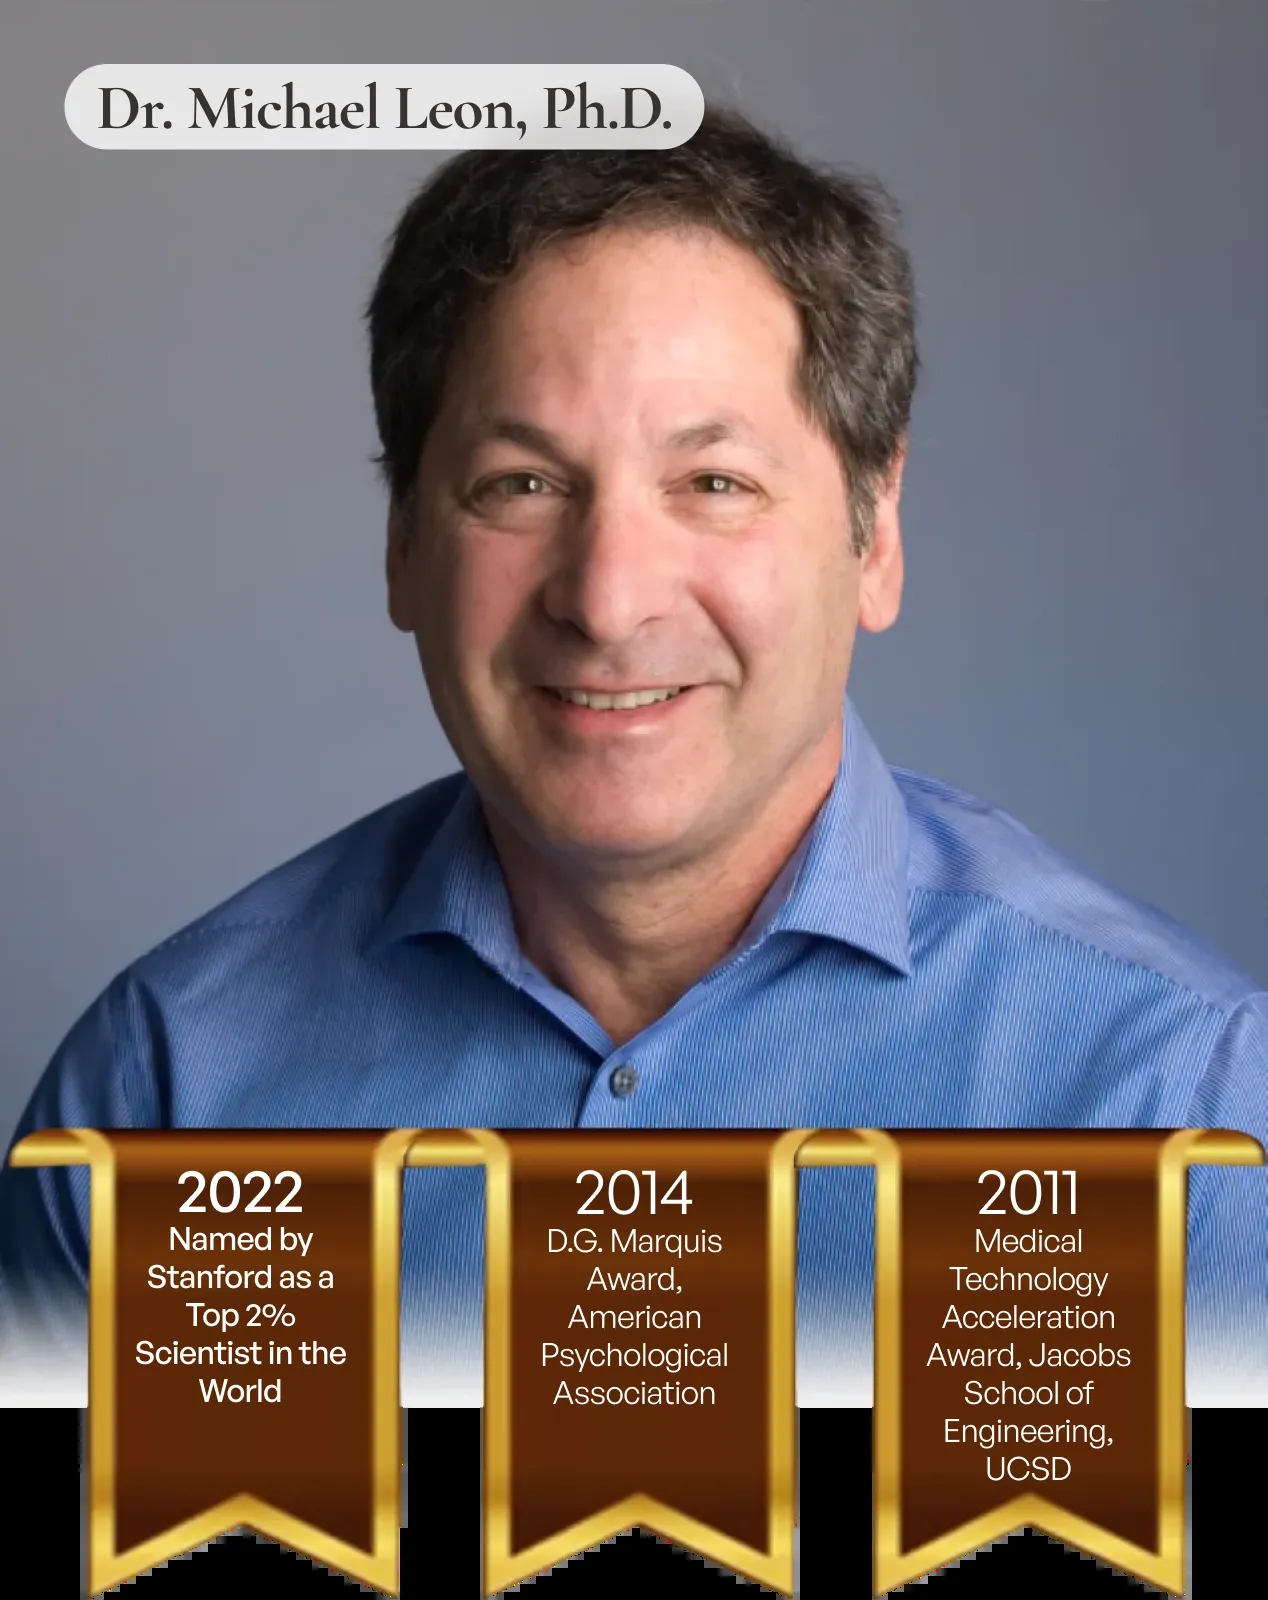 Dr. Michael Leon, Ph.D.
2022
Named by
Stanford as a
Top 2%
Scientist in the
World
2014
D.G. Marquis
Award,
American
Psychological
Association
2011
Medical
Technology
Acceleration
Award, Jacobs
School of
Engineering,
UCSD